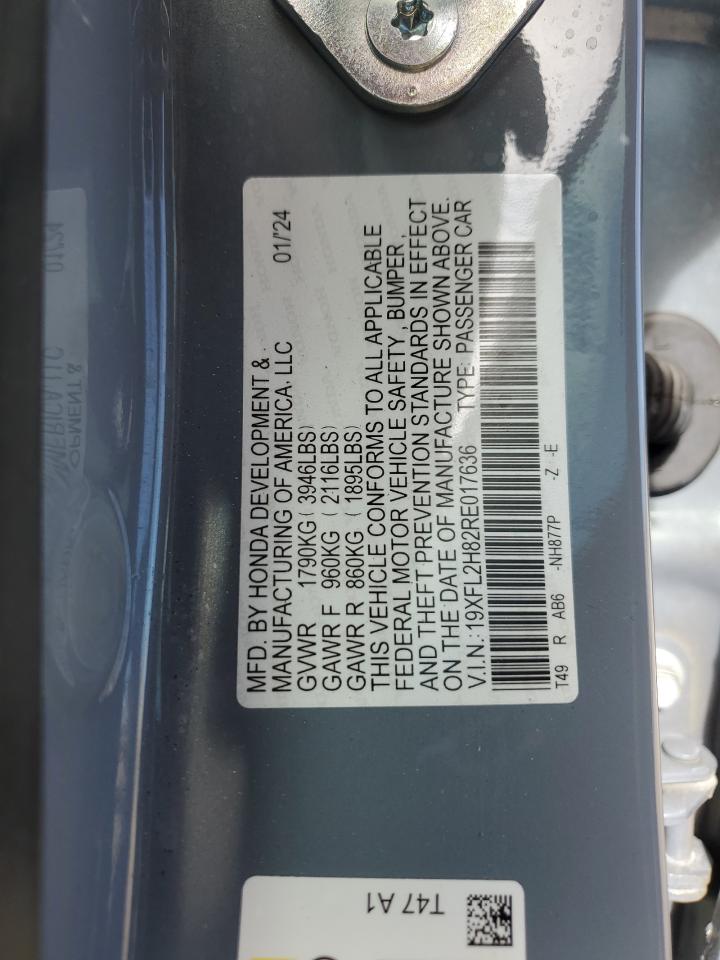 MFD. BY HONDA DEVELOPMENT &
MANUFACTURING OF AMERICA. LLC 01/'24
GVWR 1790KG ( 3946LBS)
GAWR F 960KG ( 2116LBS)
GAWR R 860KG ( 1895LBS)
THIS VEHICLE CONFORMS TO ALL APPLICABLE
FEDERAL MOTOR VEHICLE SAFETY , BUMPER ,
AND THEFT PREVENTION STANDARDS IN EFFECT
ON THE DATE OF MANUFACTURE SHOWN ABOVE.
V.I.N.:19XFL2H82RE017636 TYPE: PASSENGER CAR
T49 R AB6 -NH877P -Z -E
T47 A1